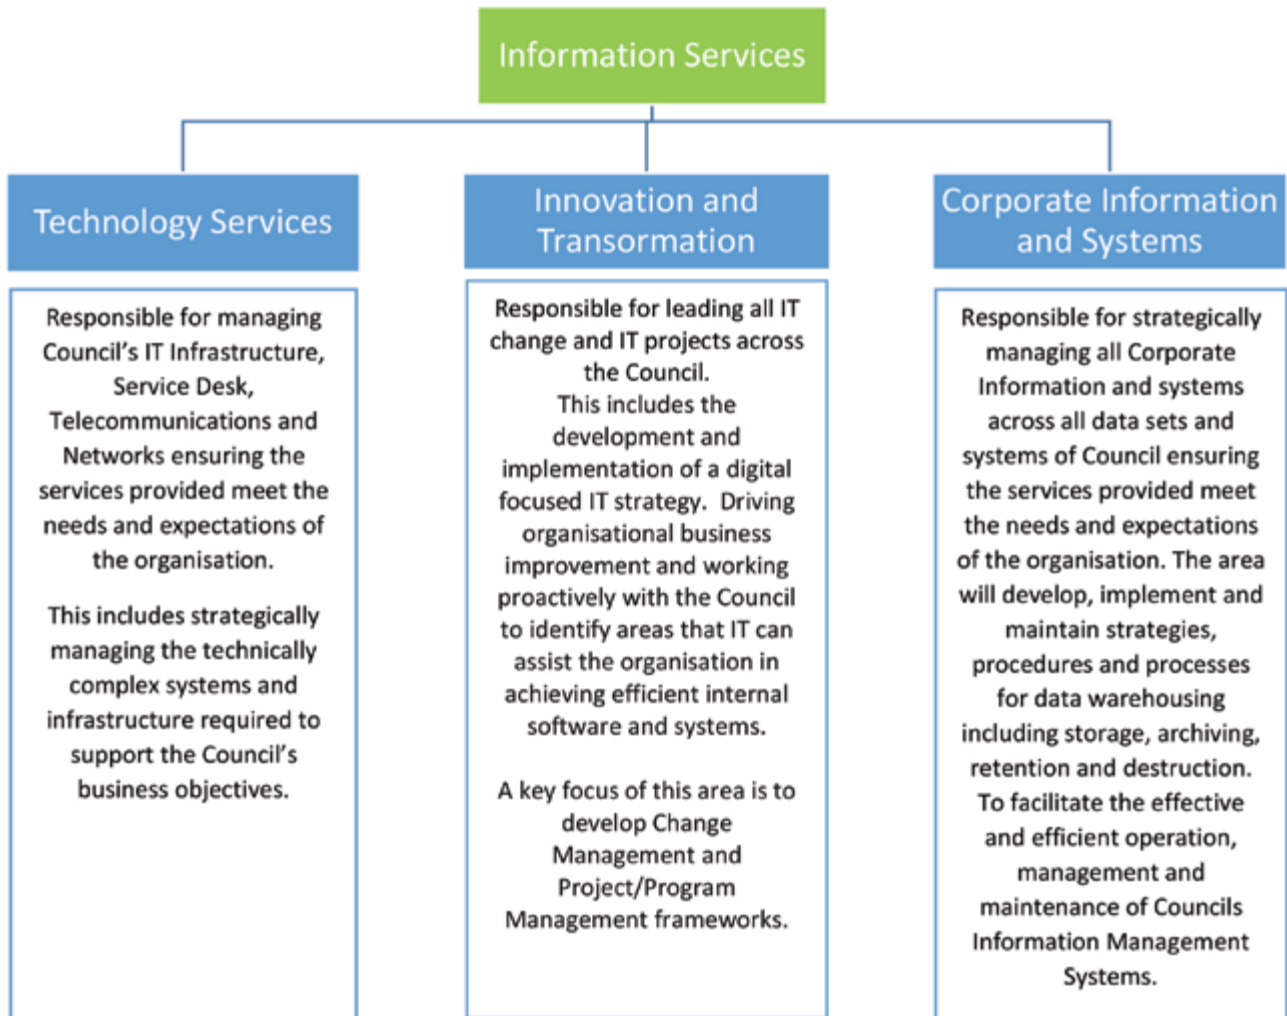 Information Services
Technology Services
Responsible for managing
Council's IT Infrastructure,
Service Desk,
Telecommunications and
Networks ensuring the
services provided meet the
needs and expectations of
the organisation.
This includes strategically
managing the technically
complex systems and
infrastructure required to
support the Council's
business objectives.
Innovation and
Transormation
Responsible for leading all IT
change and IT projects across
the Council.
This includes the
development and
implementation of a digital
focused IT strategy.  Driving
organisational business
improvement and working
proactively with the Council
to identify areas that IT can
assist the organisation in
achieving efficient internal
software and systems.
A key focus of this area is to
develop Change
Management and
Project/Program
Management frameworks.
Corporate Information
and Systems
Responsible for strategically
managing all Corporate
Information and systems
across all data sets and
systems of Council ensuring
the services provided meet
the needs and expectations
of the organisation. The area
will develop, implement and
maintain strategies,
procedures and processes
for data warehousing
including storage, archiving,
retention and destruction.
To facilitate the effective
and efficient operation,
management and
maintenance of Councils
Information Management
Systems.